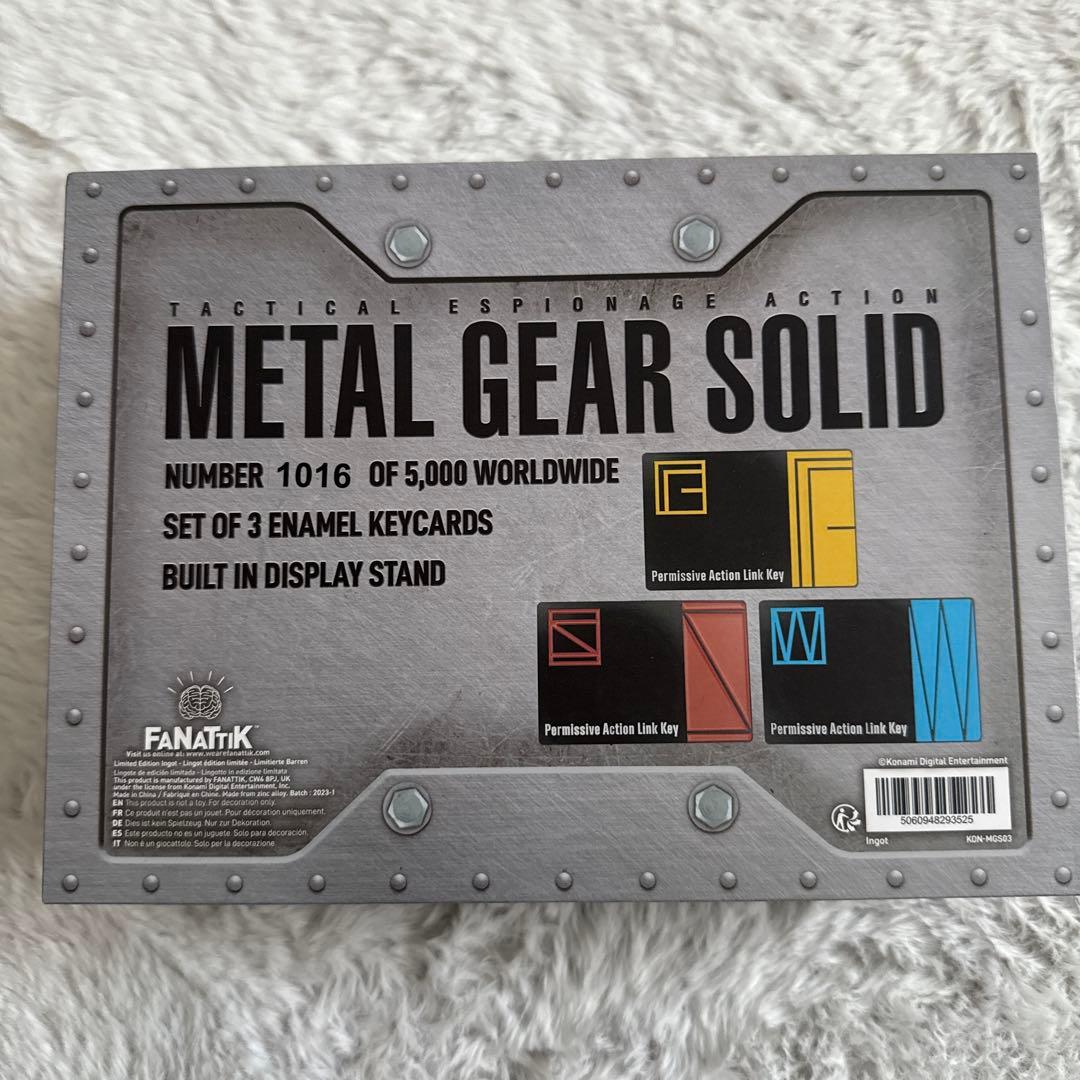 TACTICAL ESPIONAGE ACTION
METAL GEAR SOLID
NUMBER 1016 OF 5,000 WORLDWIDE
SET OF 3 ENAMEL KEYCARDS
BUILT IN DISPLAY STAND
Permissive Action Link Key
Permissive Action Link Key
Permissive Action Link Key
FANATTIK™
Visit us online at: www.wearefanattik.com
Limited Edition Ingot - Lingot édition limitée - Limitierte Barren
Lingote de edición limitada - Lingotto in edizione limitata
This product is manufactured by FANATTIK, CW6 8PJ, UK
under the license from Konami Digital Entertainment, Inc.
Made in China / Fabriqué en Chine. Made from zinc alloy. Batch: 2023-1
EN This product is not a toy. For decoration only.
FR Ce produit n'est pas un jouet. Pour décoration uniquement.
DE Dies ist kein Spielzeug. Nur zur Dekoration.
ES Este producto no es un juguete. Solo para decoración.
IT Non è un giocattolo. Solo per la decorazione.
©Konami Digital Entertainment
5060948293525
Ingot
KON-MGS03